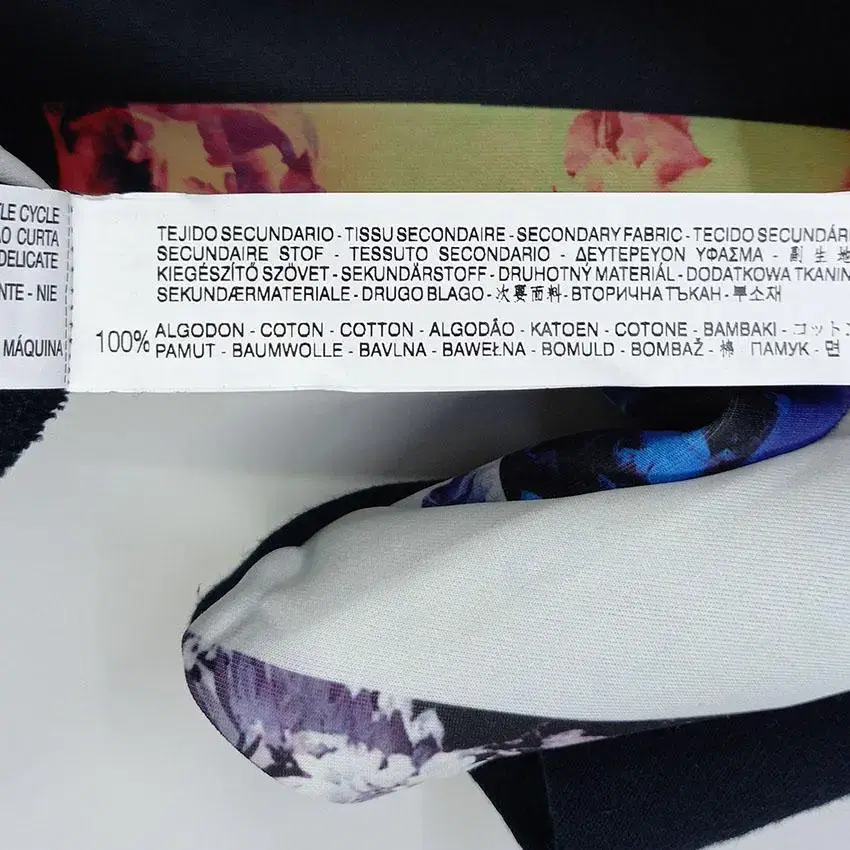 LE CYCLE
ÃO CURTA
DELICATE
NTE - NIE
MÁQUINA
TEJIDO SECUNDARIO - TISSU SECONDAIRE - SECONDARY FABRIC - TECIDO SECUNDÁRI
SECUNDAIRE STOF - TESSUTO SECONDARIO - ΔΕΥΤΕΡΕΥΟΝ ΥΦΑΣΜΑ - 副 生 地
KIEGÉSZÍTŐ SZÖVET - SEKUNDÄRSTOFF - DRUHOTNÝ MATERIÁL - DODATKOWA TKANIN
SEKUNDÆRMATERIALE - DRUGO BLAGO - 次要面料 - ВТОРИЧНА ТЪКАН - 부소재
100% ALGODON - COTON - COTTON - ALGODÃO - KATOEN - COTONE - BAMBAKI - コット
PAMUT - BAUMWOLLE - BAVLNA - BAWEŁNA - BOMULD - BOMBAŽ - 棉 ПАМУК - 면